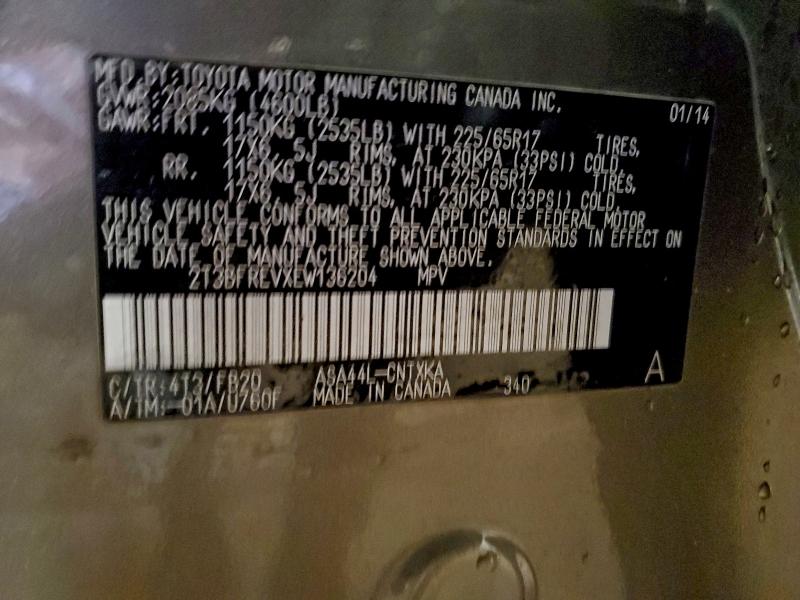 MFD.BY:TOYOTA MOTOR MANUFACTURING CANADA INC.
01/14
GVWR:2085KG (4600LB)
GAWR:FRT. 1150KG (2535LB) WITH 225/65R17 TIRES,
17X6.5J RIMS, AT 230KPA (33PSI) COLD
RR. 1150KG (2535LB) WITH 225/65R17 TIRES,
17X6.5J RIMS, AT 230KPA (33PSI) COLD.
THIS VEHICLE CONFORMS TO ALL APPLICABLE FEDERAL MOTOR
VEHICLE SAFETY AND THEFT PREVENTION STANDARDS IN EFFECT ON
THE DATE OF MANUFACTURE SHOWN ABOVE.
2T3BFREVXEW138204 MPV
C/TR:4T3/FB20 ASA44L-CNTXKA
A/TM:-01A/U760F MADE IN CANADA 340 A